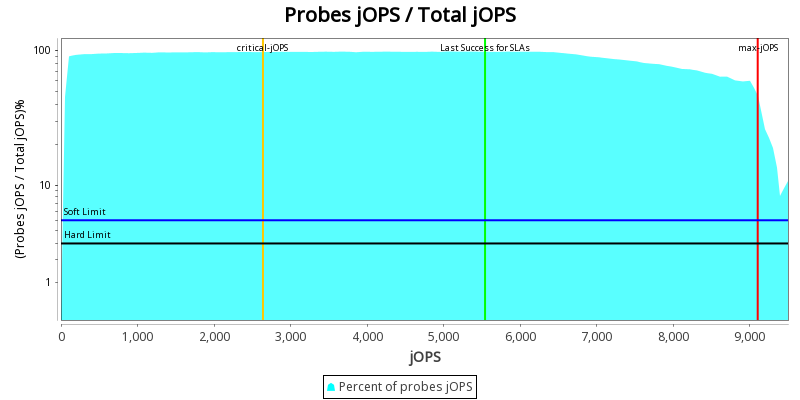 Probes jOPS / Total jOPS
(Probes jOPS / Total jOPS)%
100
10
1
critical-jOPS
Last Success for SLAs
max-jOPS
Soft Limit
Hard Limit
0
1,000
2,000
3,000
4,000
5,000
6,000
7,000
8,000
9,000
jOPS
Percent of probes jOPS